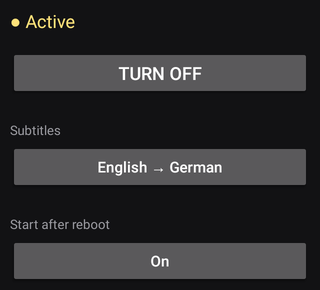 Active
TURN OFF
Subtitles
English → German
Start after reboot
On